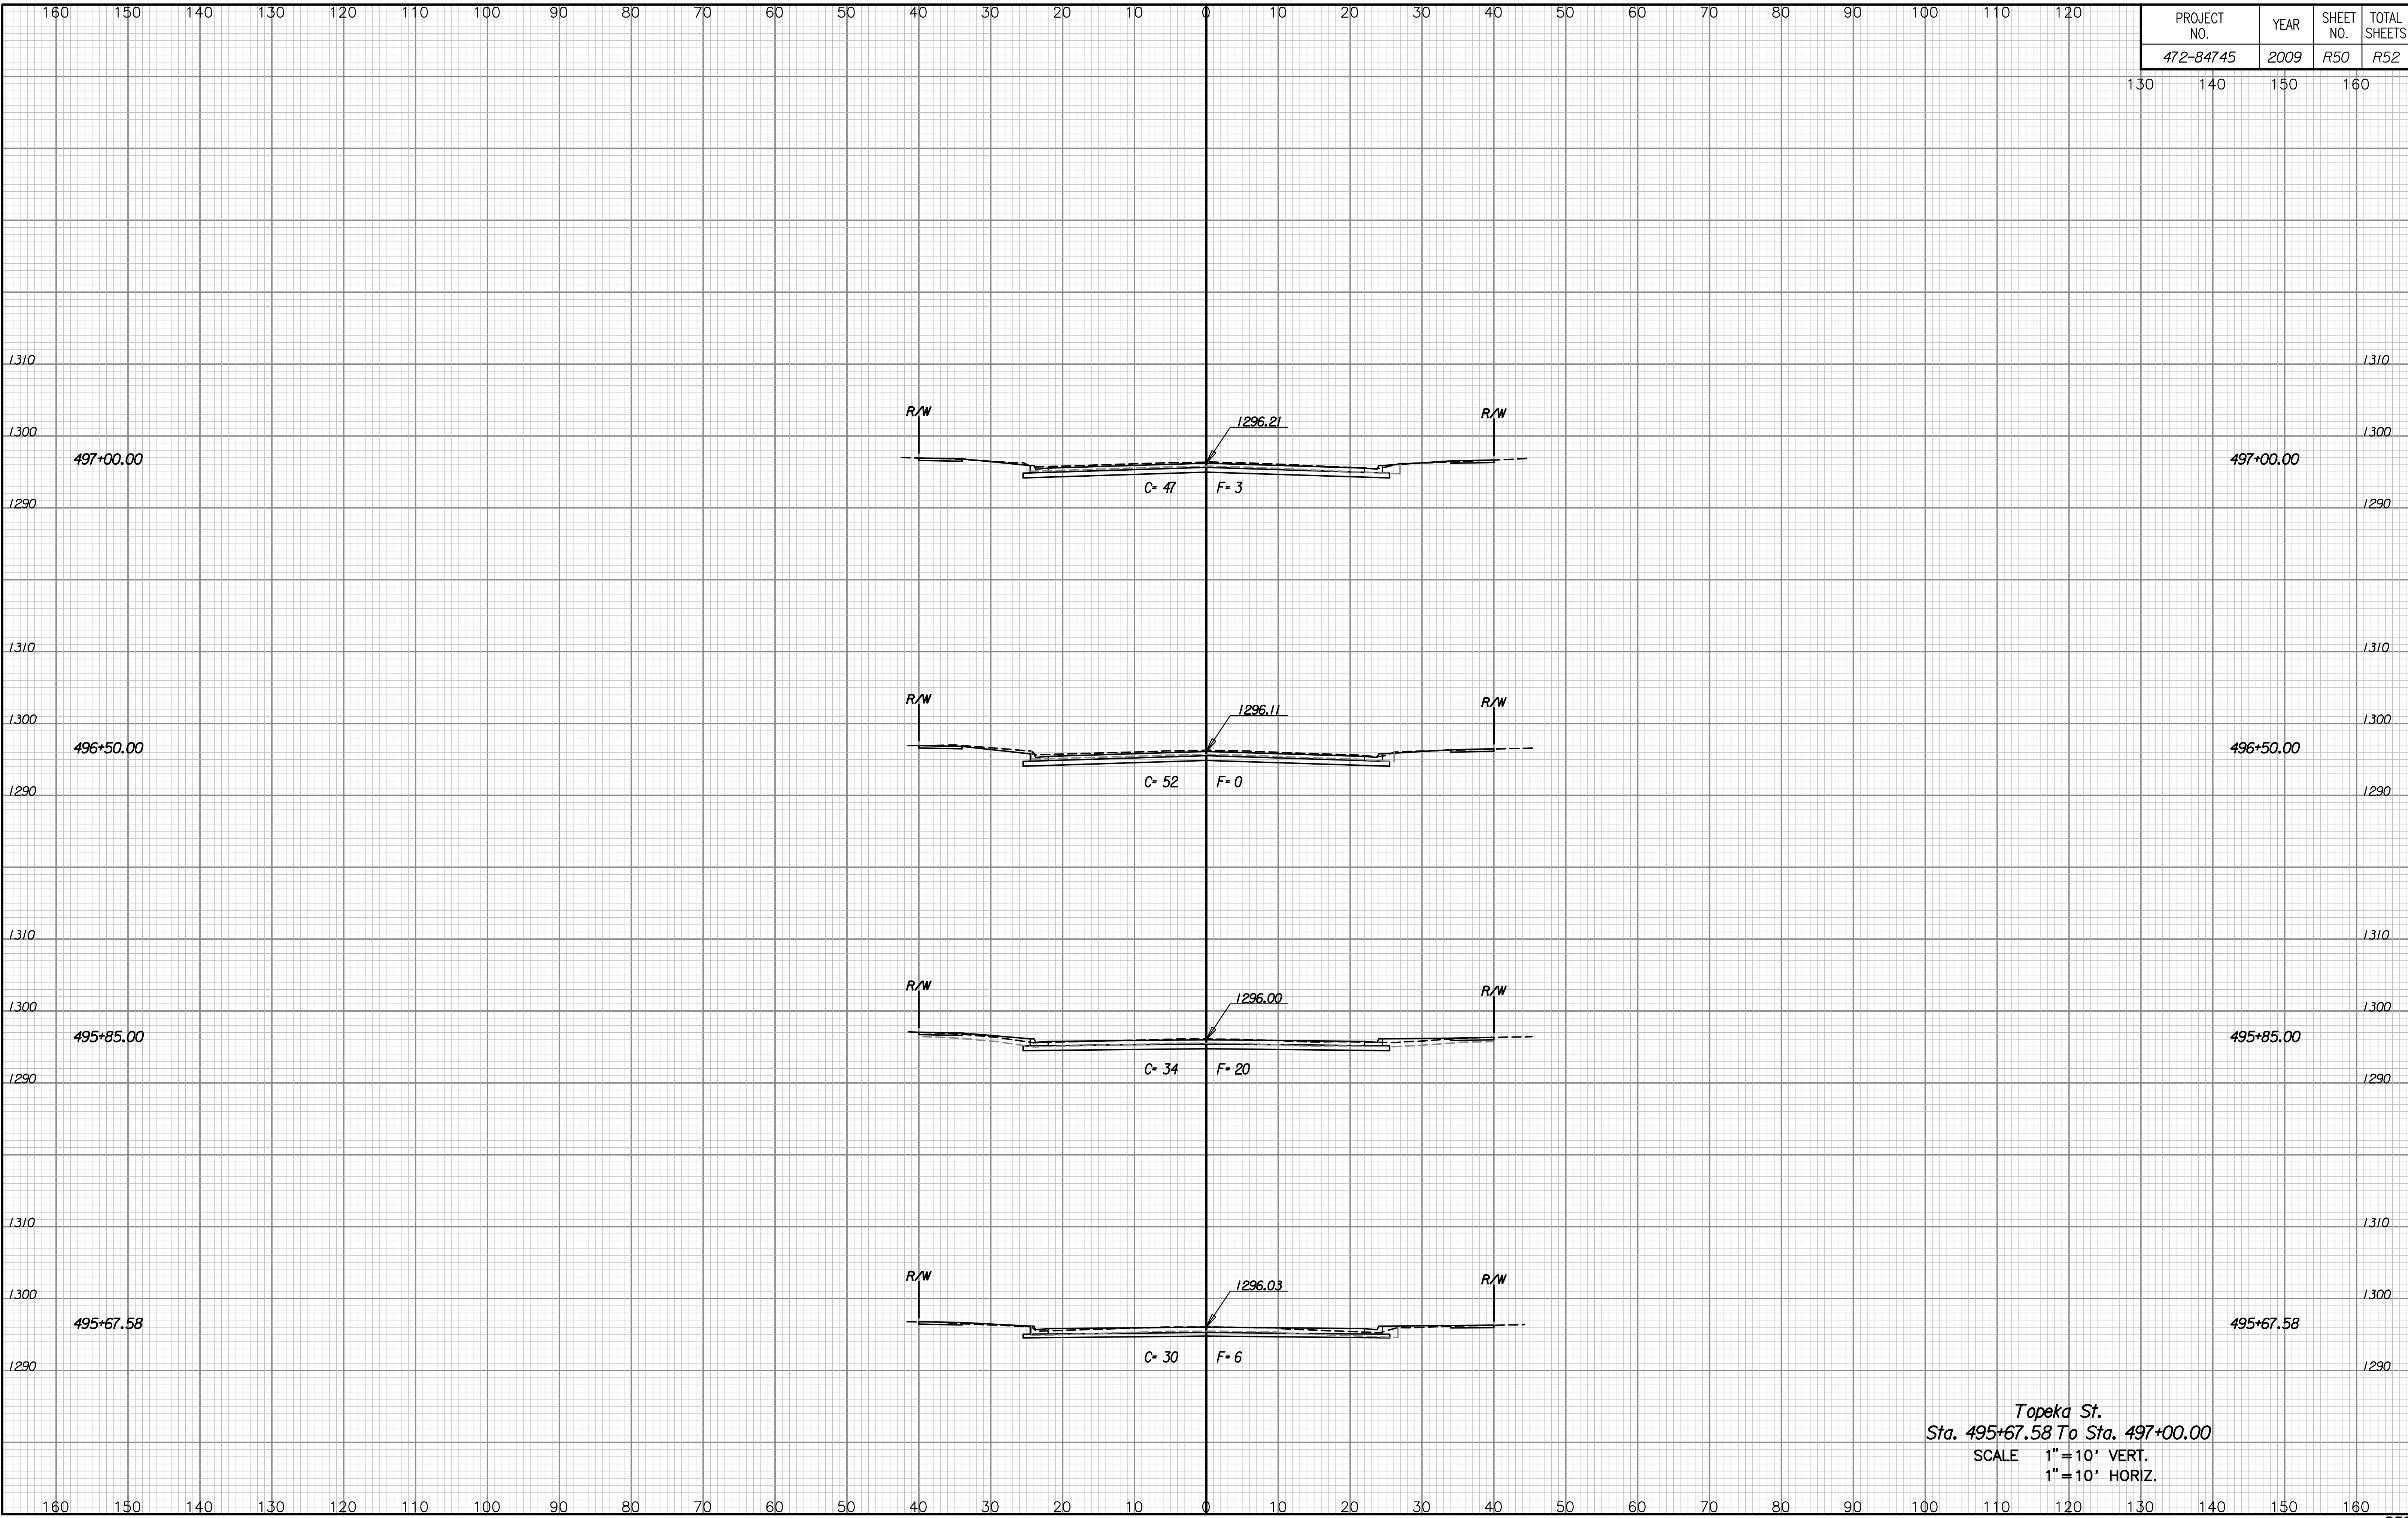 160 150 140 130 120 110 100 90 80 70 60 50 40 30 20 10 0 10 20 30 40 50 60 70 80 90 100 110 120
PROJECT NO. YEAR SHEET NO. TOTAL SHEETS
472-84745 2009 R50 R52
130 140 150 160
1310 1310
R/W 1296.21 R/W
1300 1300
497+00.00 497+00.00
C= 47 F= 3
1290 1290
1310 1310
R/W 1296.11 R/W
1300 1300
496+50.00 496+50.00
C= 52 F= 0
1290 1290
1310 1310
R/W 1296.00 R/W
1300 1300
495+85.00 495+85.00
C= 34 F= 20
1290 1290
1310 1310
R/W 1296.03 R/W
1300 1300
495+67.58 495+67.58
C= 30 F= 6
1290 1290
Topeka St.
Sta. 495+67.58 To Sta. 497+00.00
SCALE 1"=10' VERT.
1"=10' HORIZ.
160 150 140 130 120 110 100 90 80 70 60 50 40 30 20 10 0 10 20 30 40 50 60 70 80 90 100 110 120 130 140 150 160